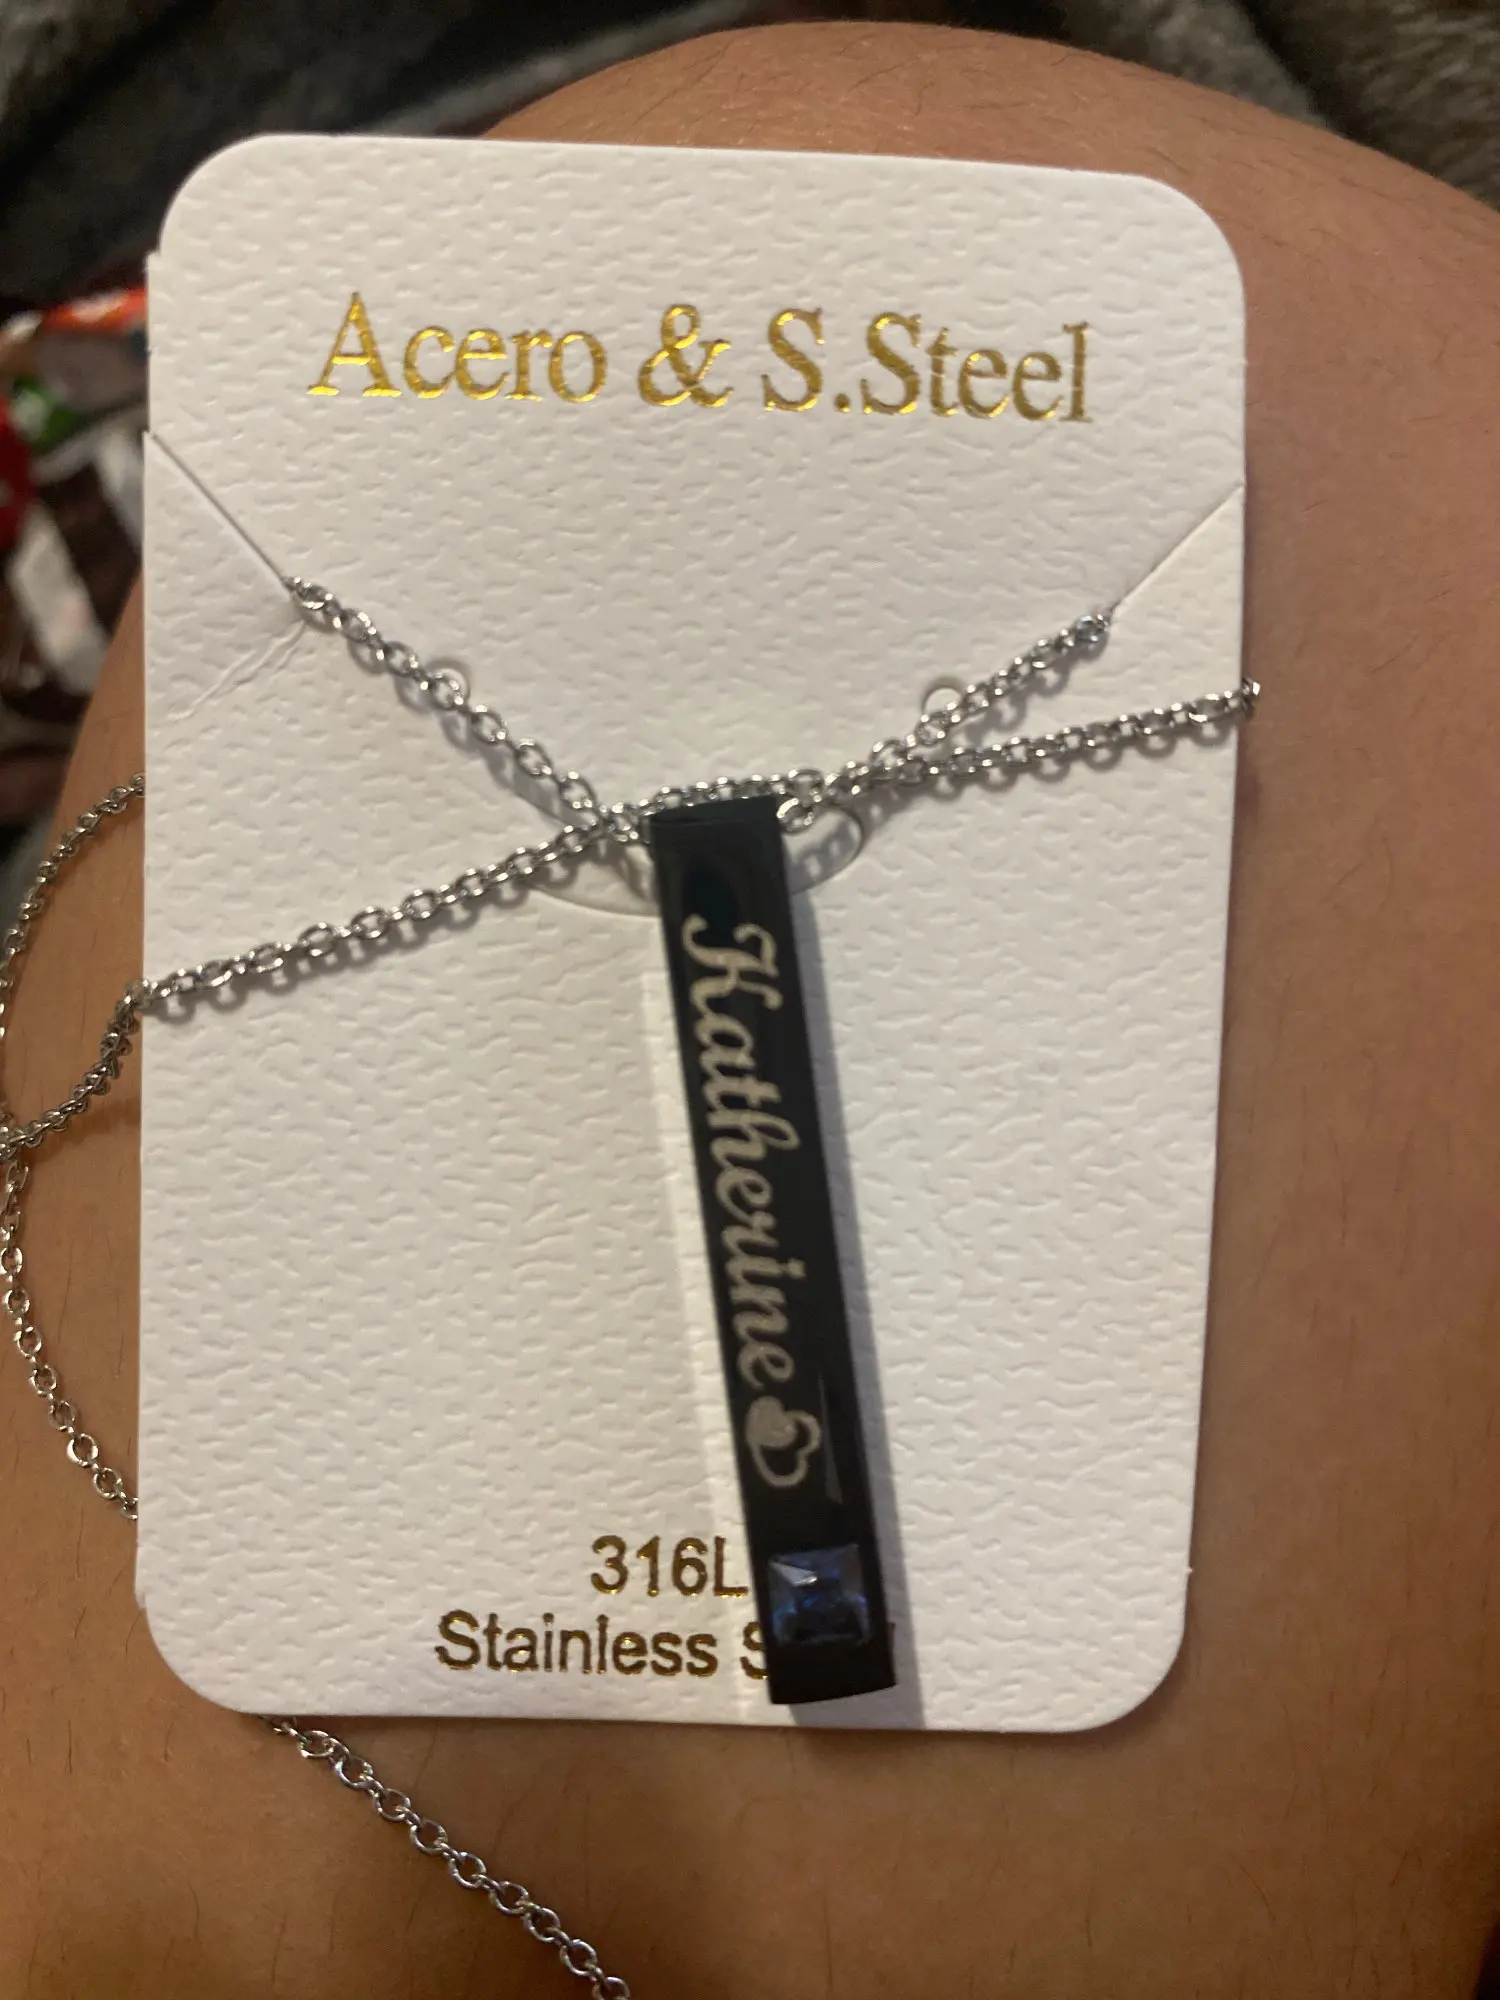 Acero & S.Steel
Katherine
316L
Stainless S